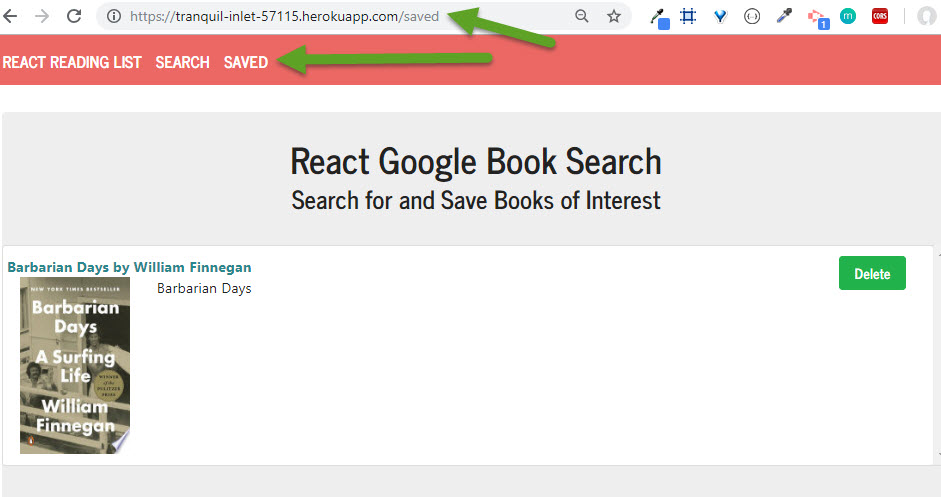 https://tranquil-inlet-57115.herokuapp.com/saved
1
m
CORS
REACT READING LIST SEARCH SAVED
React Google Book Search
Search for and Save Books of Interest
Barbarian Days by William Finnegan
Delete
Barbarian Days
NEW YORK TIMES BESTSELLER
Barbarian
Days
A Surfing
Life
WINNER
of the
PULITZER
PRIZE
William
Finnegan